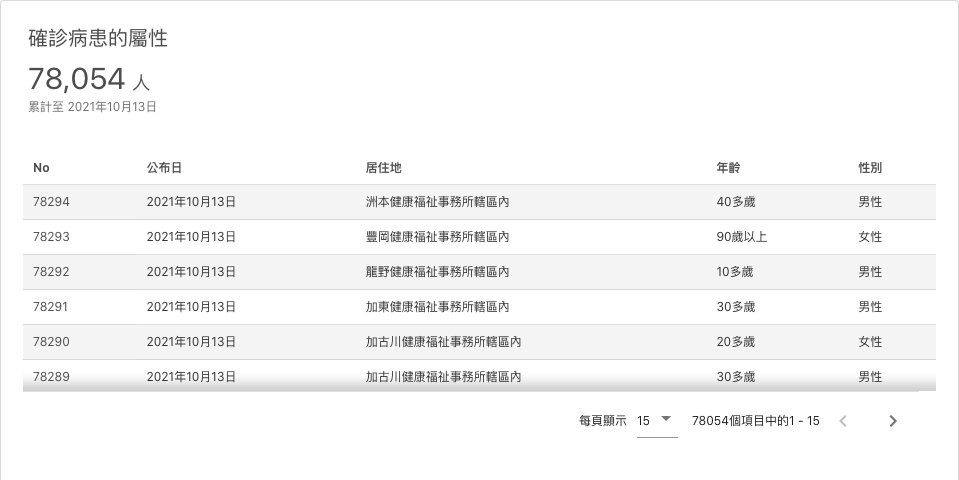 確診病患的屬性
78,054 人
累計至 2021年10月13日
No 公布日 居住地 年齡 性別
78294 2021年10月13日 洲本健康福祉事務所轄區內 40多歲 男性
78293 2021年10月13日 豐岡健康福祉事務所轄區內 90歲以上 女性
78292 2021年10月13日 龍野健康福祉事務所轄區內 10多歲 男性
78291 2021年10月13日 加東健康福祉事務所轄區內 30多歲 男性
78290 2021年10月13日 加古川健康福祉事務所轄區內 20多歲 女性
78289 2021年10月13日 加古川健康福祉事務所轄區內 30多歲 男性
每頁顯示 15 78054個項目中的1 - 15